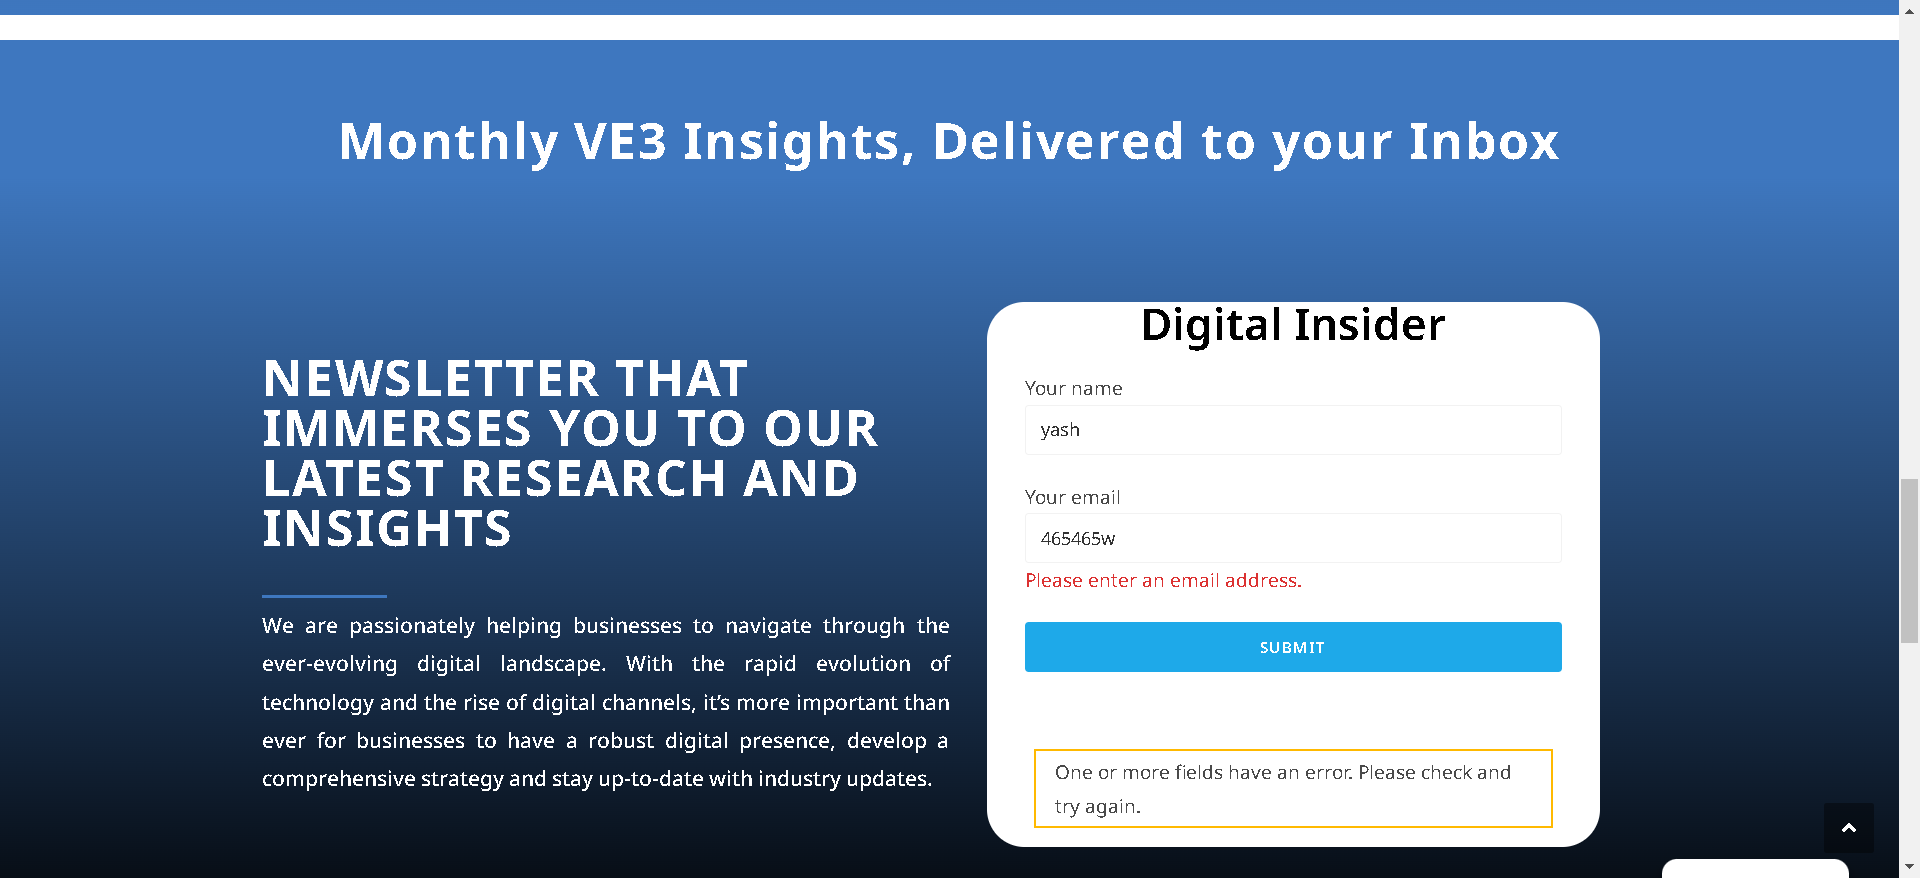 Monthly VE3 Insights, Delivered to your Inbox
NEWSLETTER THAT
IMMERSES YOU TO OUR
LATEST RESEARCH AND
INSIGHTS
We are passionately helping businesses to navigate through the
ever-evolving digital landscape. With the rapid evolution of
technology and the rise of digital channels, it’s more important than
ever for businesses to have a robust digital presence, develop a
comprehensive strategy and stay up-to-date with industry updates.
Digital Insider
Your name
yash
Your email
465465w
Please enter an email address.
SUBMIT
One or more fields have an error. Please check and
try again.